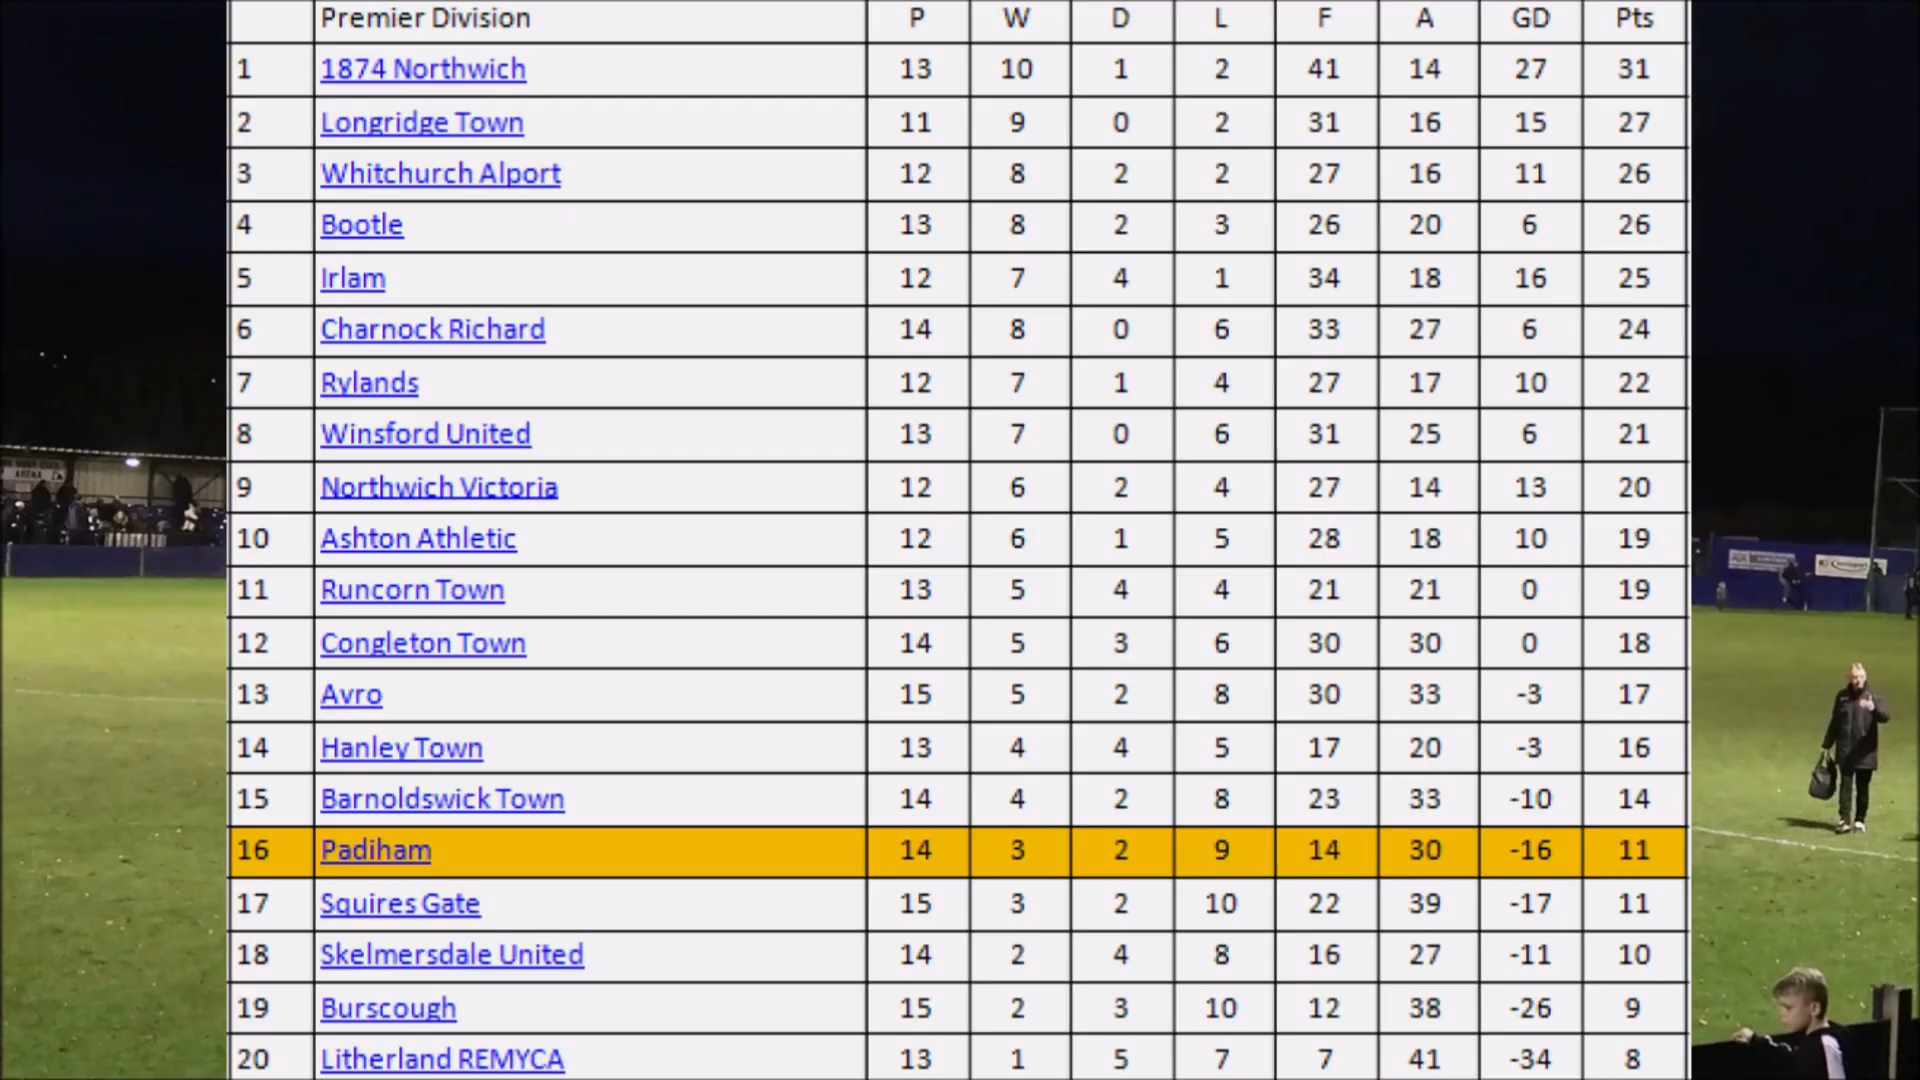 Premier Division P W D L F A GD Pts
1 1874 Northwich 13 10 1 2 41 14 27 31
2 Longridge Town 11 9 0 2 31 16 15 27
3 Whitchurch Alport 12 8 2 2 27 16 11 26
4 Bootle 13 8 2 3 26 20 6 26
5 Irlam 12 7 4 1 34 18 16 25
6 Charnock Richard 14 8 0 6 33 27 6 24
7 Rylands 12 7 1 4 27 17 10 22
8 Winsford United 13 7 0 6 31 25 6 21
9 Northwich Victoria 12 6 2 4 27 14 13 20
10 Ashton Athletic 12 6 1 5 28 18 10 19
11 Runcorn Town 13 5 4 4 21 21 0 19
12 Congleton Town 14 5 3 6 30 30 0 18
13 Avro 15 5 2 8 30 33 -3 17
14 Hanley Town 13 4 4 5 17 20 -3 16
15 Barnoldswick Town 14 4 2 8 23 33 -10 14
16 Padiham 14 3 2 9 14 30 -16 11
17 Squires Gate 15 3 2 10 22 39 -17 11
18 Skelmersdale United 14 2 4 8 16 27 -11 10
19 Burscough 15 2 3 10 12 38 -26 9
20 Litherland REMYCA 13 1 5 7 7 41 -34 8
ARENA